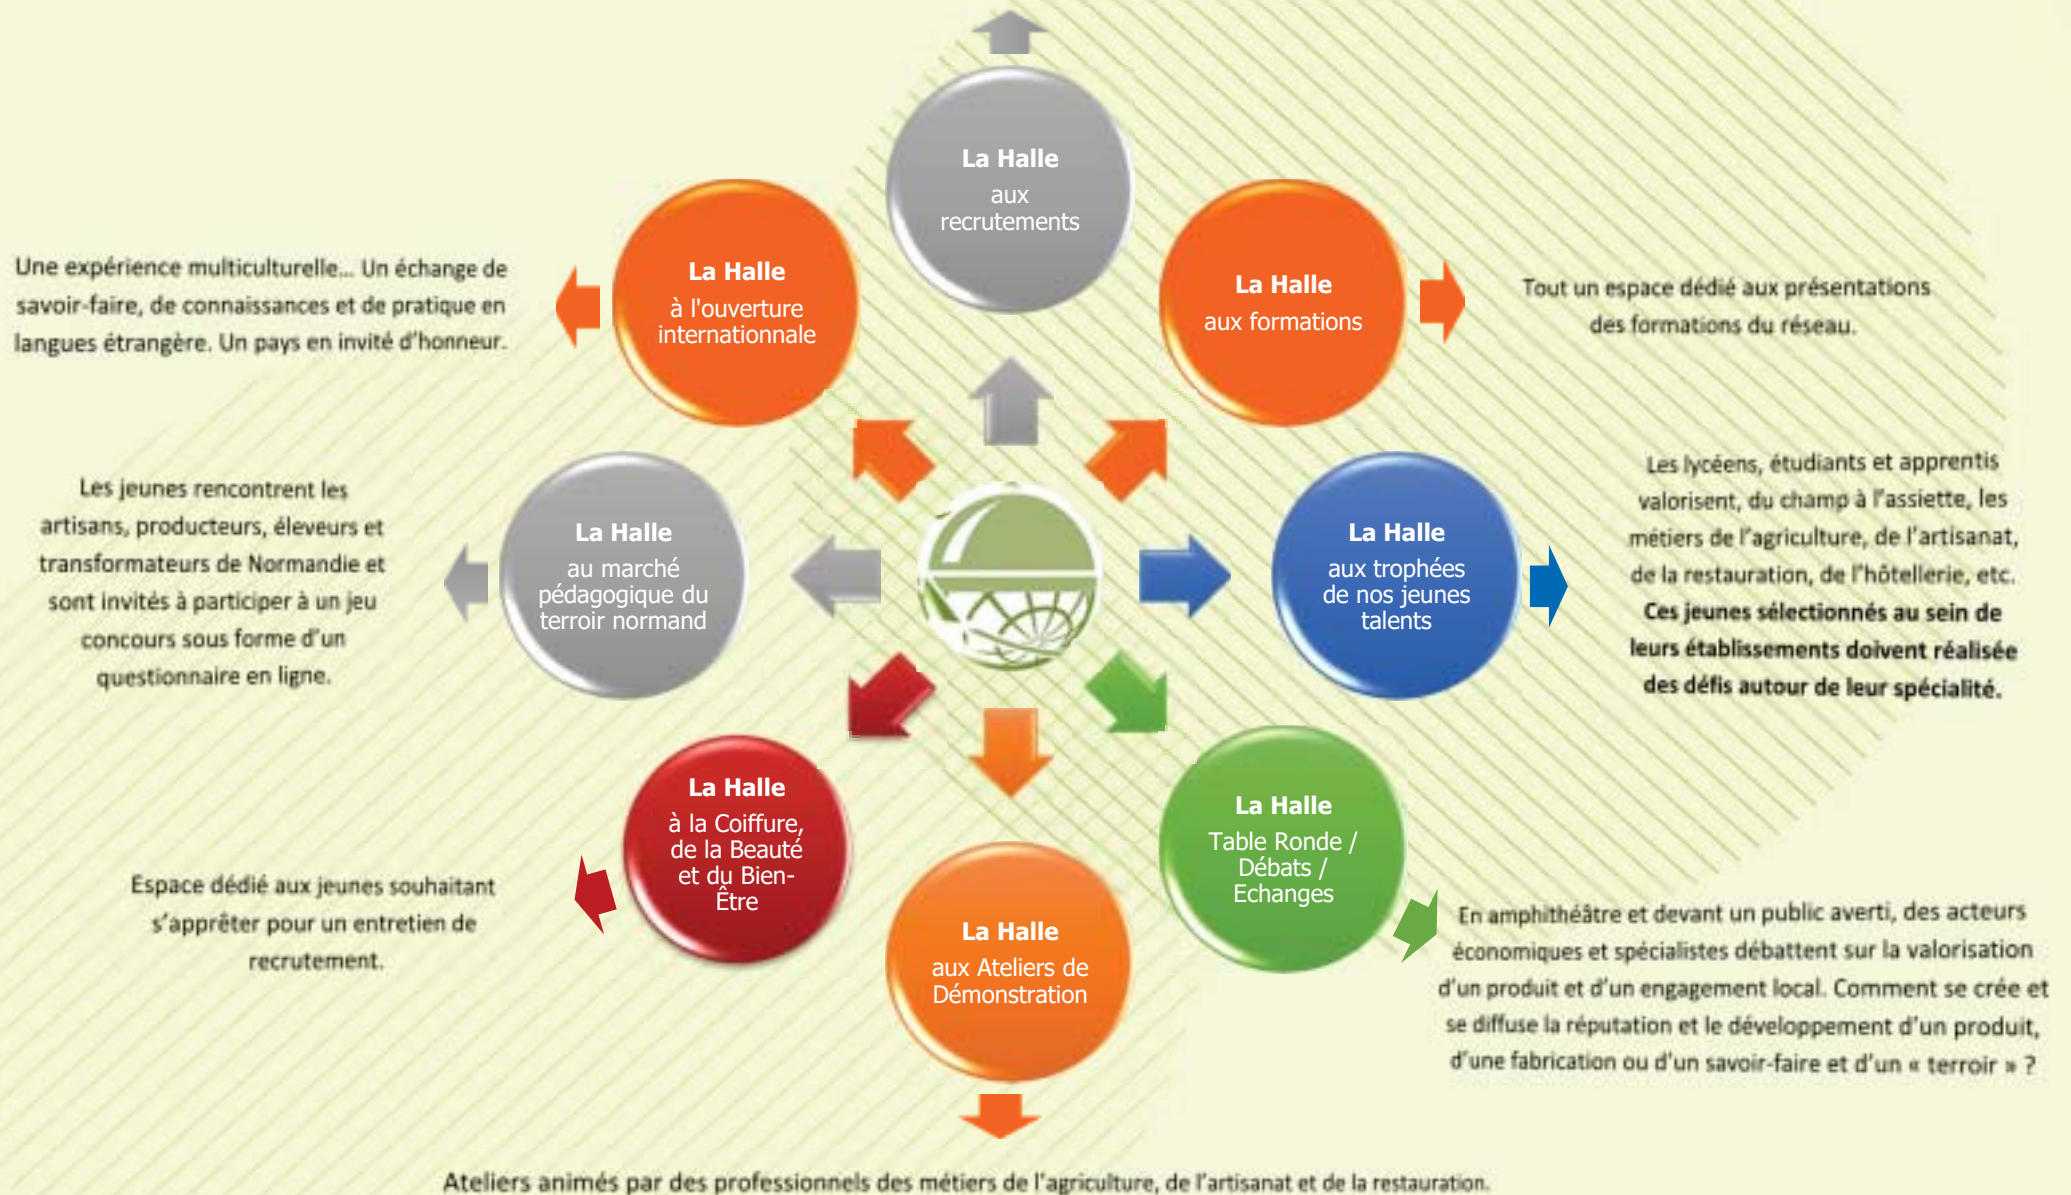 La Halle
aux
recrutements
La Halle
à l'ouverture
internationnale
Une expérience multiculturelle... Un échange de
savoir-faire, de connaissances et de pratique en
langues étrangère. Un pays en invité d'honneur.
La Halle
aux formations
Tout un espace dédié aux présentations
des formations du réseau.
La Halle
au marché
pédagogique du
terroir normand
Les jeunes rencontrent les
artisans, producteurs, éleveurs et
transformateurs de Normandie et
sont invités à participer à un jeu
concours sous forme d'un
questionnaire en ligne.
La Halle
aux trophées
de nos jeunes
talents
Les lycéens, étudiants et apprentis
valorisent, du champ à l'assiette, les
métiers de l'agriculture, de l'artisanat,
de la restauration, de l'hôtellerie, etc.
Ces jeunes sélectionnés au sein de
leurs établissements doivent réalisée
des défis autour de leur spécialité.
La Halle
à la Coiffure,
de la Beauté
et du Bien-
Être
Espace dédié aux jeunes souhaitant
s'apprêter pour un entretien de
recrutement.
La Halle
Table Ronde /
Débats /
Echanges
En amphithéâtre et devant un public averti, des acteurs
économiques et spécialistes débattent sur la valorisation
d'un produit et d'un engagement local. Comment se crée et
se diffuse la réputation et le développement d'un produit,
d'une fabrication ou d'un savoir-faire et d'un « terroir » ?
La Halle
aux Ateliers de
Démonstration
Ateliers animés par des professionnels des métiers de l'agriculture, de l'artisanat et de la restauration.